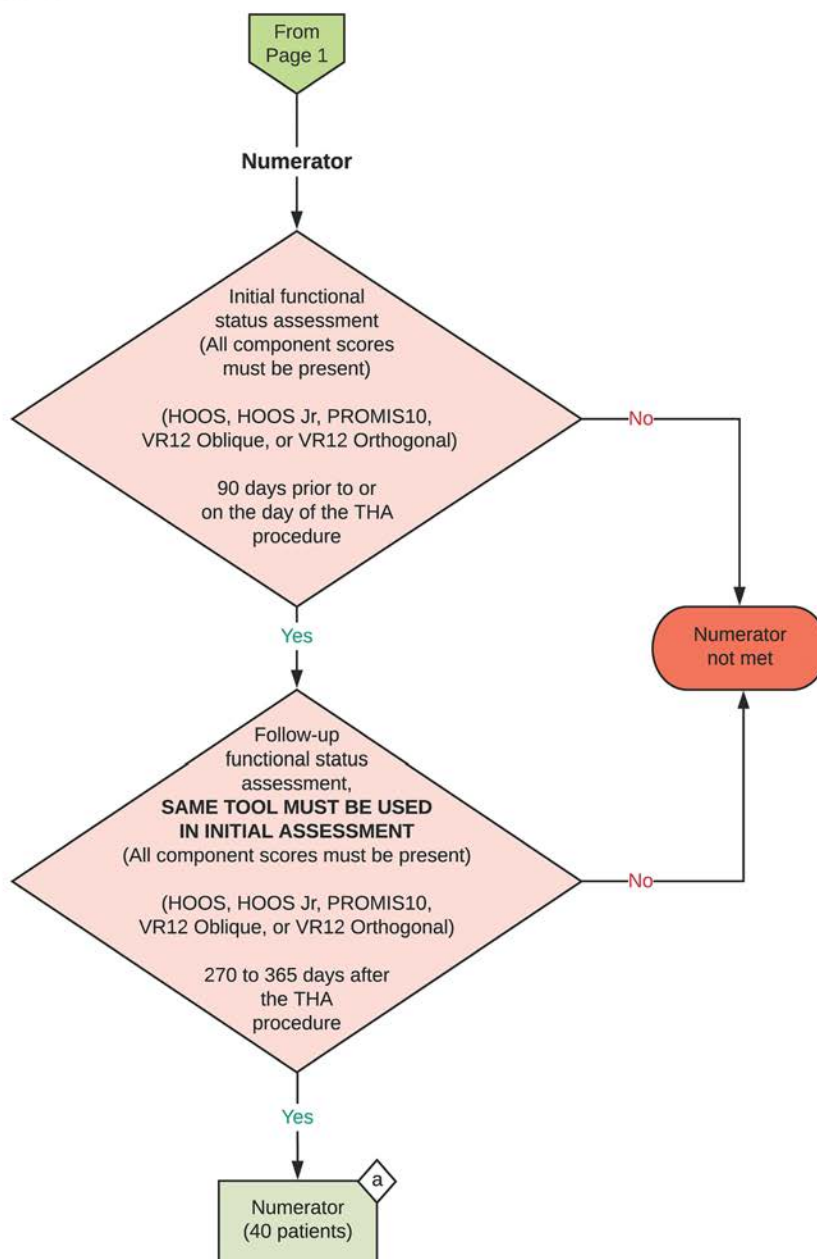 From
Page 1
Numerator
Initial functional
status assessment
(All component scores
must be present)
(HOOS, HOOS Jr, PROMIS10,
VR12 Oblique, or VR12 Orthogonal)
90 days prior to or
on the day of the THA
procedure
No
Numerator
not met
Yes
Follow-up
functional status
assessment,
SAME TOOL MUST BE USED
IN INITIAL ASSESSMENT
(All component scores must be present)
(HOOS, HOOS Jr, PROMIS10,
VR12 Oblique, or VR12 Orthogonal)
270 to 365 days after
the THA
procedure
No
Yes
a
Numerator
(40 patients)